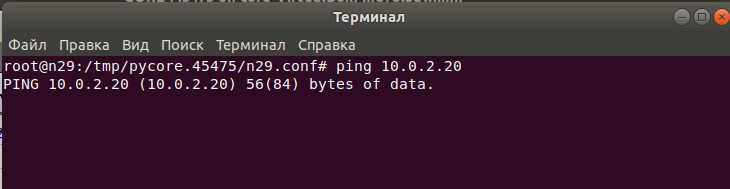 Терминал
Файл Правка Вид Поиск Терминал Справка
root@n29:/tmp/pycore.45475/n29.conf# ping 10.0.2.20
PING 10.0.2.20 (10.0.2.20) 56(84) bytes of data.